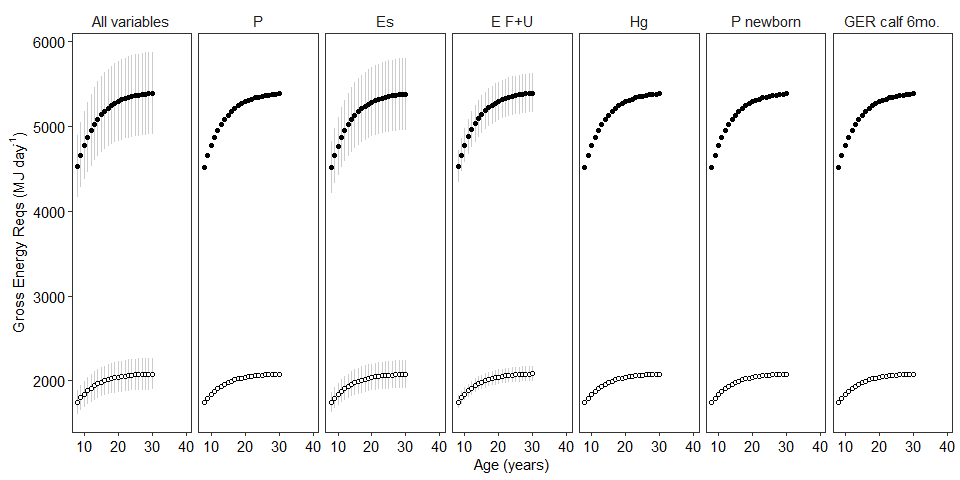 All variables P Es E F+U Hg P newborn GER calf 6mo.
6000
5000
4000
3000
2000
Gross Energy Reqs (MJ day-1)
10 20 30 40 10 20 30 40 10 20 30 40 10 20 30 40 10 20 30 40 10 20 30 40 10 20 30 40
Age (years)